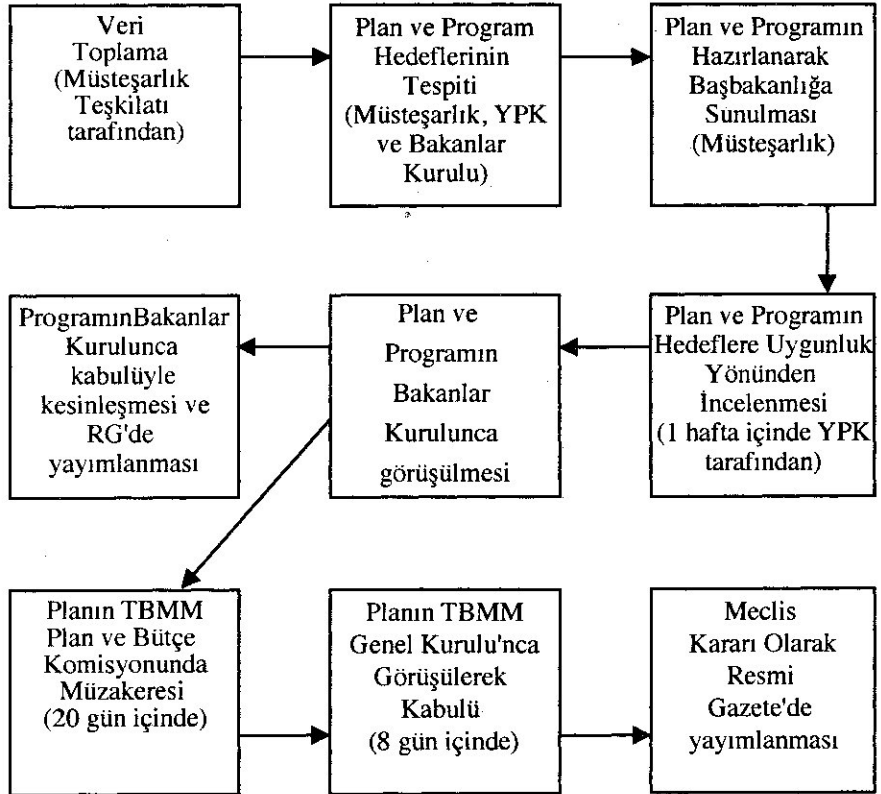 Veri
Toplama
(Müsteşarlık
Teşkilatı
tarafından)
Plan ve Program
Hedeflerinin
Tespiti
(Müsteşarlık, YPK
ve Bakanlar
Kurulu)
Plan ve Programın
Hazırlanarak
Başbakanlığa
Sunulması
(Müsteşarlık)
Plan ve Programın
Hedeflere Uygunluk
Yönünden
İncelenmesi
(1 hafta içinde YPK
tarafından)
Plan ve
Programın
Bakanlar
Kurulunca
görüşülmesi
ProgramınBakanlar
Kurulunca
kabulüyle
kesinleşmesi ve
RG'de
yayımlanması
Planın TBMM
Plan ve Bütçe
Komisyonunda
Müzakeresi
(20 gün içinde)
Planın TBMM
Genel Kurulu'nca
Görüşülerek
Kabulü
(8 gün içinde)
Meclis
Kararı Olarak
Resmi
Gazete'de
yayımlanması